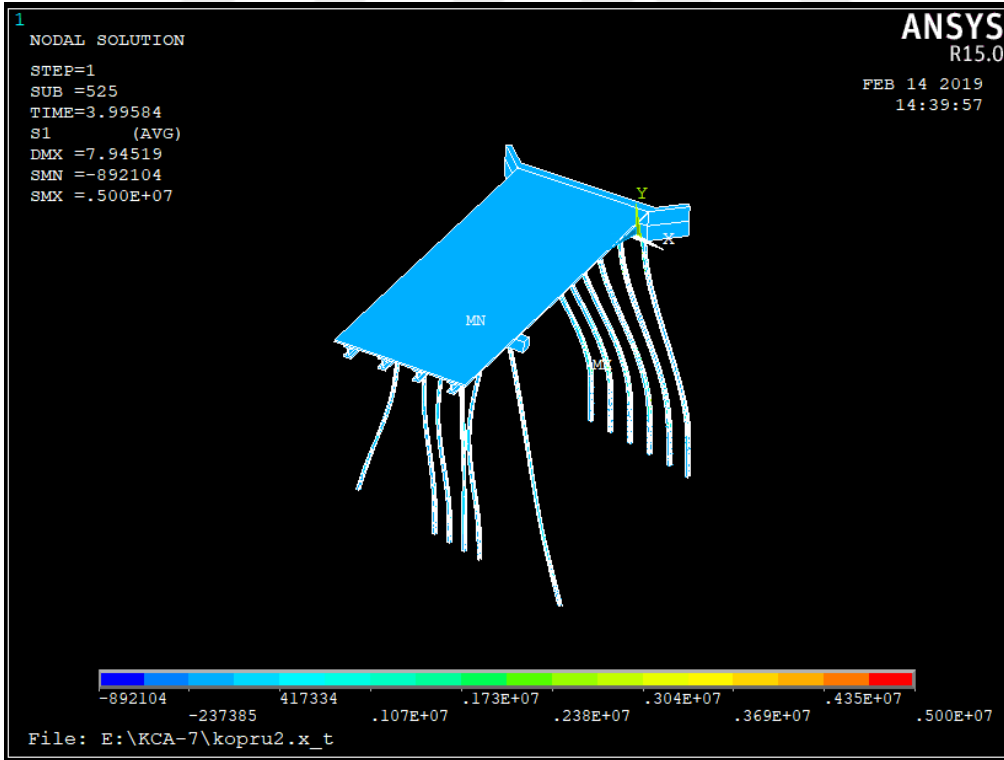 1
NODAL SOLUTION
STEP=1
SUB =525
TIME=3.99584
S1 (AVG)
DMX =7.94519
SMN =-892104
SMX =.500E+07
ANSYS
R15.0
FEB 14 2019
14:39:57
Y
X
MN
-892104 417334 .173E+07 .304E+07 .435E+07
-237385 .107E+07 .238E+07 .369E+07 .500E+07
File: E:\KCA-7\kopru2.x_t